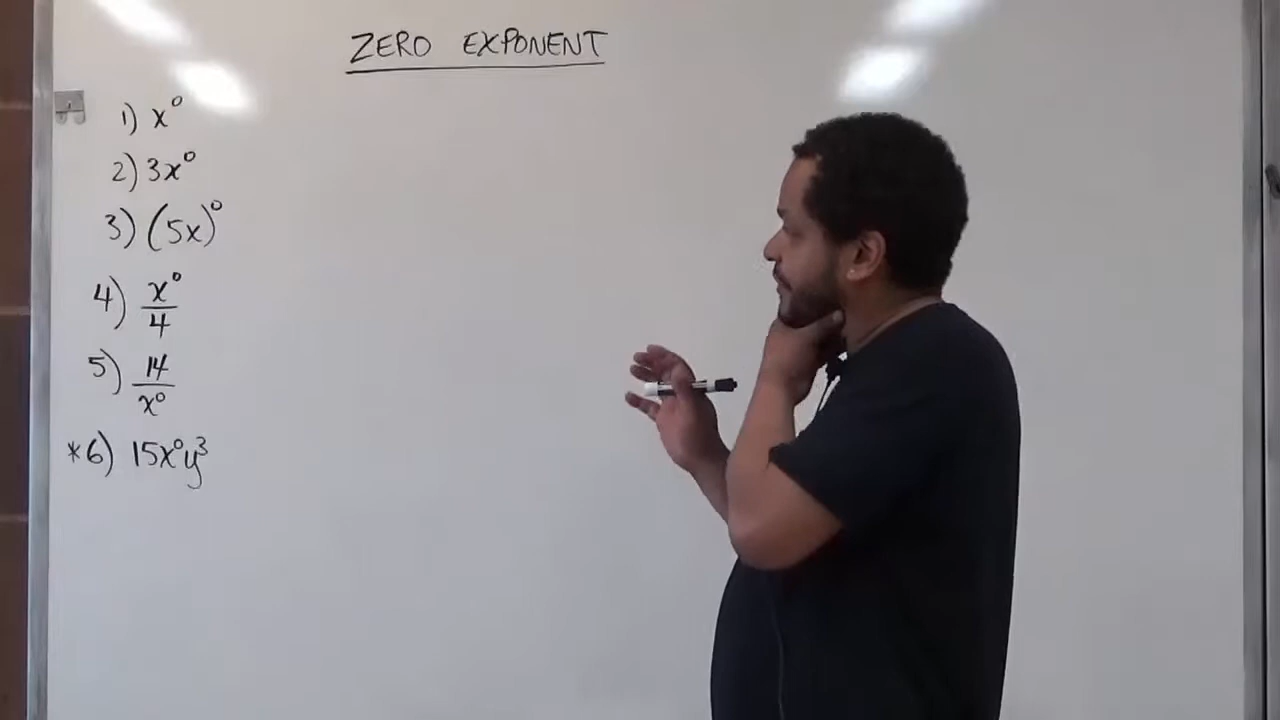 ZERO EXPONENT
1) x⁰
2) 3x⁰
3) (5x)⁰
4) x⁰/4
5) 14/x⁰
*6) 15x⁰y³